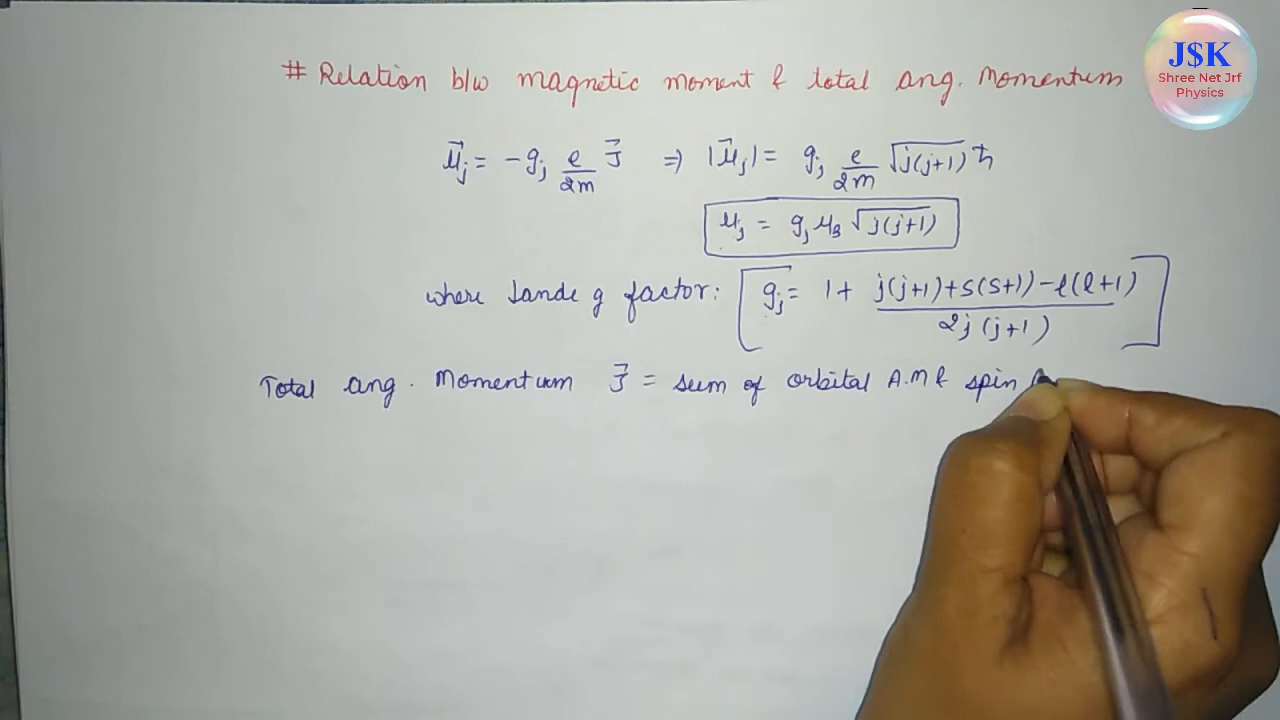 JSK
Shree Net Jrf
Physics
# Relation b/w magnetic moment & total ang. Momentum
μ⃗j = -gj e/2m J⃗ ⇒ |μ⃗j| = gj e/2m √j(j+1) ħ
μj = gj μB √j(j+1)
where Lande g factor: [gj = 1 + j(j+1)+s(s+1)-l(l+1) / 2j(j+1)]
Total ang. Momentum J⃗ = sum of orbital A.M & spin